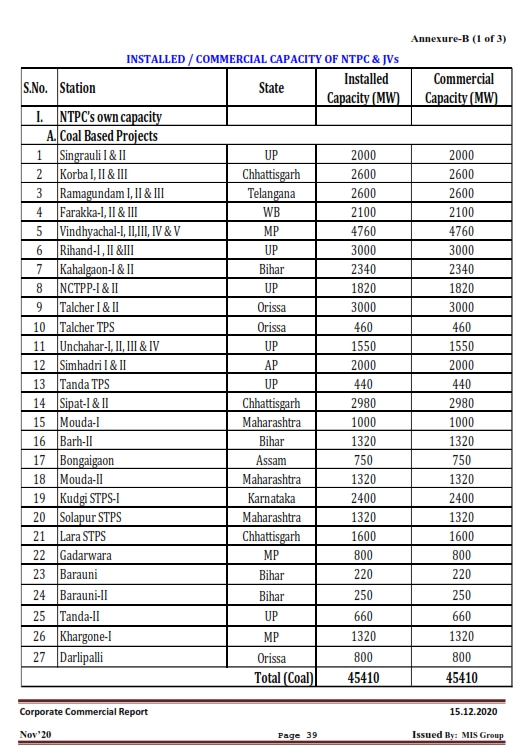 Annexure-B (1 of 3)
INSTALLED / COMMERCIAL CAPACITY OF NTPC & JVs
S.No. Station State Installed Capacity (MW) Commercial Capacity (MW)
I. NTPC's own capacity
A. Coal Based Projects
1 Singrauli I & II UP 2000 2000
2 Korba I, II & III Chhattisgarh 2600 2600
3 Ramagundam I, II & III Telangana 2600 2600
4 Farakka-I, II & III WB 2100 2100
5 Vindhyachal-I, II,III, IV & V MP 4760 4760
6 Rihand-I , II &III UP 3000 3000
7 Kahalgaon-I & II Bihar 2340 2340
8 NCTPP-I & II UP 1820 1820
9 Talcher I & II Orissa 3000 3000
10 Talcher TPS Orissa 460 460
11 Unchahar-I, II, III & IV UP 1550 1550
12 Simhadri I & II AP 2000 2000
13 Tanda TPS UP 440 440
14 Sipat-I & II Chhattisgarh 2980 2980
15 Mouda-I Maharashtra 1000 1000
16 Barh-II Bihar 1320 1320
17 Bongaigaon Assam 750 750
18 Mouda-II Maharashtra 1320 1320
19 Kudgi STPS-I Karnataka 2400 2400
20 Solapur STPS Maharashtra 1320 1320
21 Lara STPS Chhattisgarh 1600 1600
22 Gadarwara MP 800 800
23 Barauni Bihar 220 220
24 Barauni-II Bihar 250 250
25 Tanda-II UP 660 660
26 Khargone-I MP 1320 1320
27 Darlipalli Orissa 800 800
Total (Coal) 45410 45410
Corporate Commercial Report 15.12.2020
Nov'20 Page 39 Issued By: MIS Group